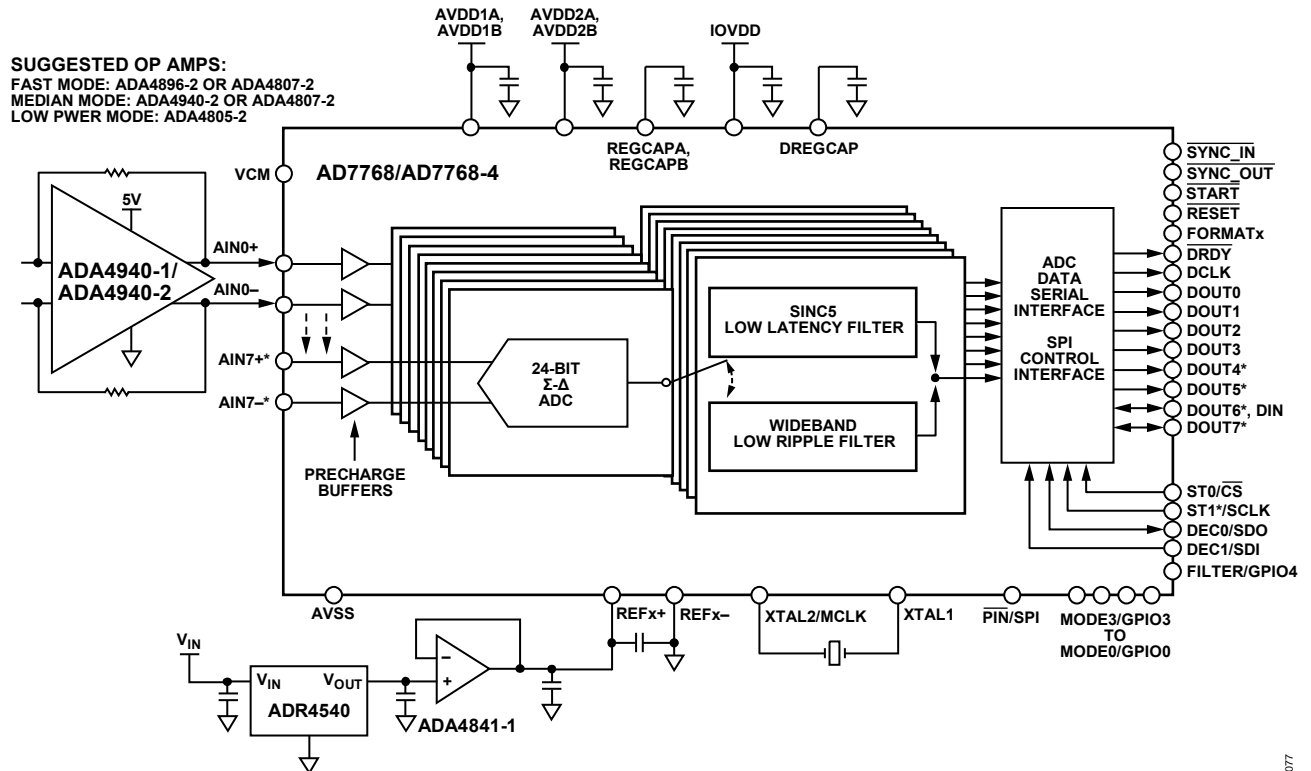 AVDD1A,
AVDD1B
AVDD2A,
AVDD2B
IOVDD
SUGGESTED OP AMPS:
FAST MODE: ADA4896-2 OR ADA4807-2
MEDIAN MODE: ADA4940-2 OR ADA4807-2
LOW PWER MODE: ADA4805-2
REGCAPA,
REGCAPB
DREGCAP
VCM
AD7768/AD7768-4
SYNC_IN
SYNC_OUT
START
RESET
FORMATx
DRDY
DCLK
DOUT0
DOUT1
DOUT2
DOUT3
DOUT4*
DOUT5*
DOUT6*, DIN
DOUT7*
5V
ADA4940-1/
ADA4940-2
AIN0+
AIN0–
AIN7+*
AIN7–*
PRECHARGE
BUFFERS
24-BIT
Σ-Δ
ADC
SINC5
LOW LATENCY FILTER
WIDEBAND
LOW RIPPLE FILTER
ADC
DATA
SERIAL
INTERFACE
SPI
CONTROL
INTERFACE
ST0/CS
ST1*/SCLK
DEC0/SDO
DEC1/SDI
FILTER/GPIO4
AVSS
REFx+
REFx–
XTAL2/MCLK
XTAL1
PIN/SPI
MODE3/GPIO3
TO
MODE0/GPIO0
VIN
VIN
VOUT
ADR4540
–
+
ADA4841-1
077